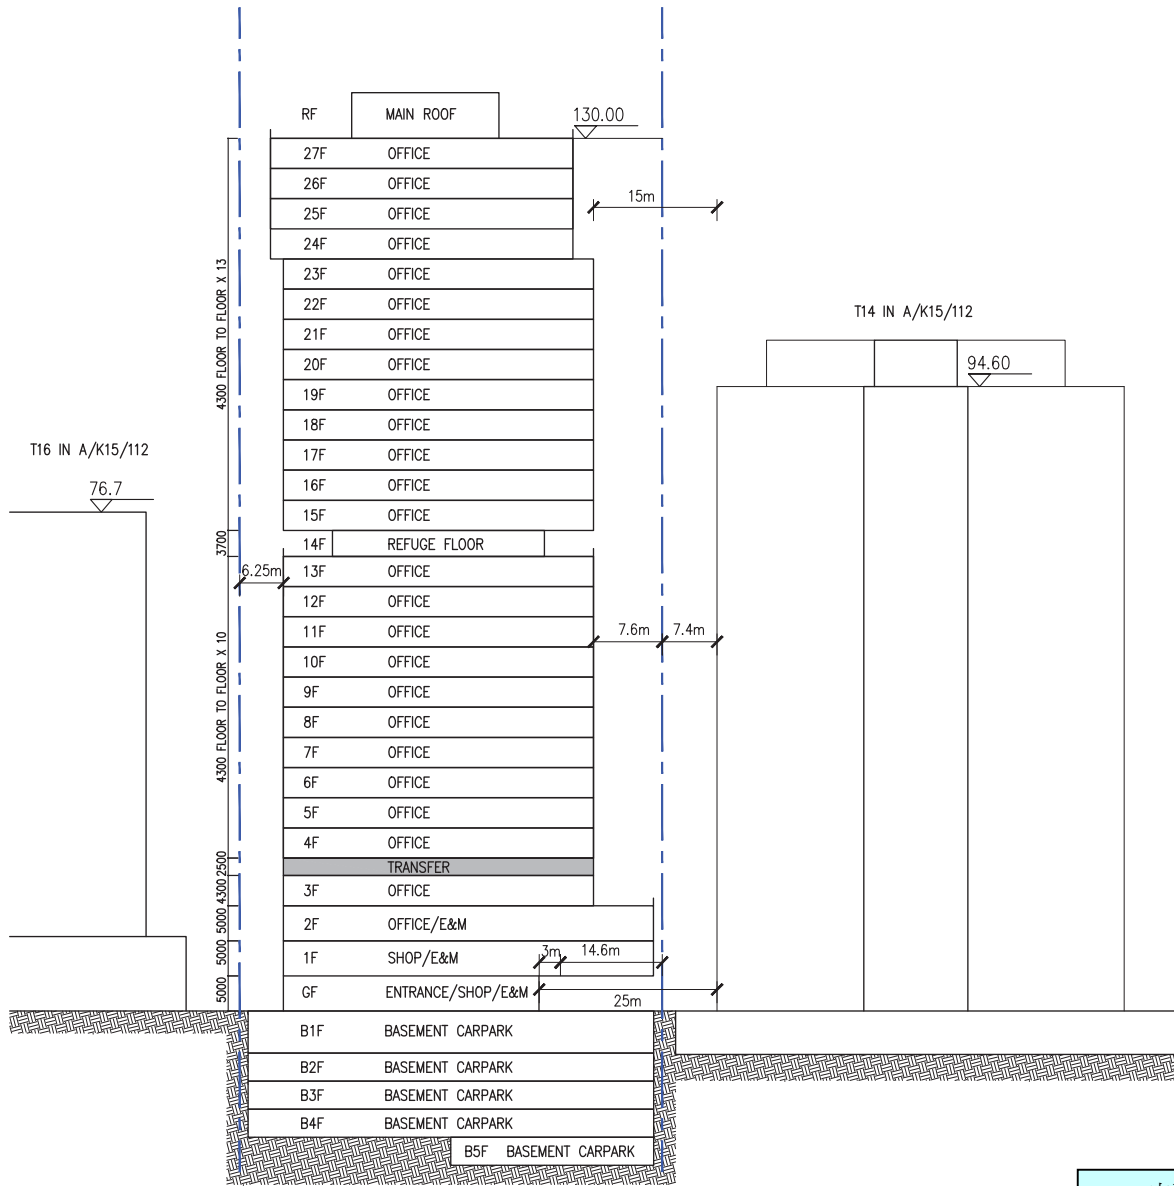 RF MAIN ROOF 130.00
27F OFFICE
26F OFFICE
15m
25F OFFICE
24F OFFICE
23F OFFICE
22F OFFICE
T14 IN A/K15/112
21F OFFICE
4300 FLOOR TO FLOOR X 13
20F OFFICE
94.60
19F OFFICE
18F OFFICE
T16 IN A/K15/112
17F OFFICE
16F OFFICE
76.7
15F OFFICE
3700
14F REFUGE FLOOR
6.25m
13F OFFICE
12F OFFICE
11F OFFICE
7.6m 7.4m
10F OFFICE
9F OFFICE
4300 FLOOR TO FLOOR X 10
8F OFFICE
7F OFFICE
6F OFFICE
5F OFFICE
4F OFFICE
2500
TRANSFER
4300
3F OFFICE
5000
2F OFFICE/E&M
5000
1F SHOP/E&M
3m 14.6m
5000
GF ENTRANCE/SHOP/E&M
25m
B1F BASEMENT CARPARK
B2F BASEMENT CARPARK
B3F BASEMENT CARPARK
B4F BASEMENT CARPARK
B5F BASEMENT CARPARK